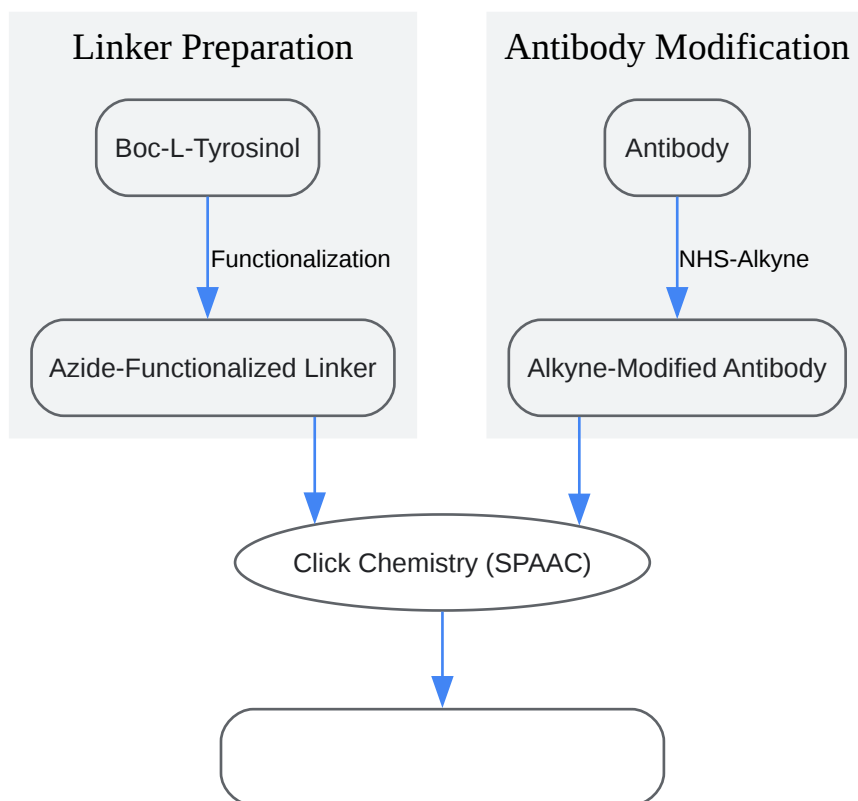 Linker Preparation
Antibody Modification
Boc-L-Tyrosinol
Antibody
Functionalization
NHS-Alkyne
Azide-Functionalized Linker
Alkyne-Modified Antibody
Click Chemistry (SPAAC)